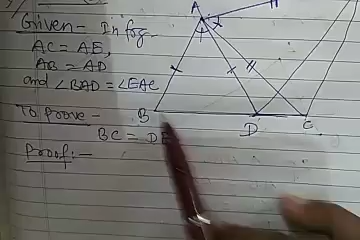 Given - In fig.
AC = AE,
AB = AD
and ∠BAD = ∠EAC
To prove -
BC = DE
Proof:-
A
B
D
C